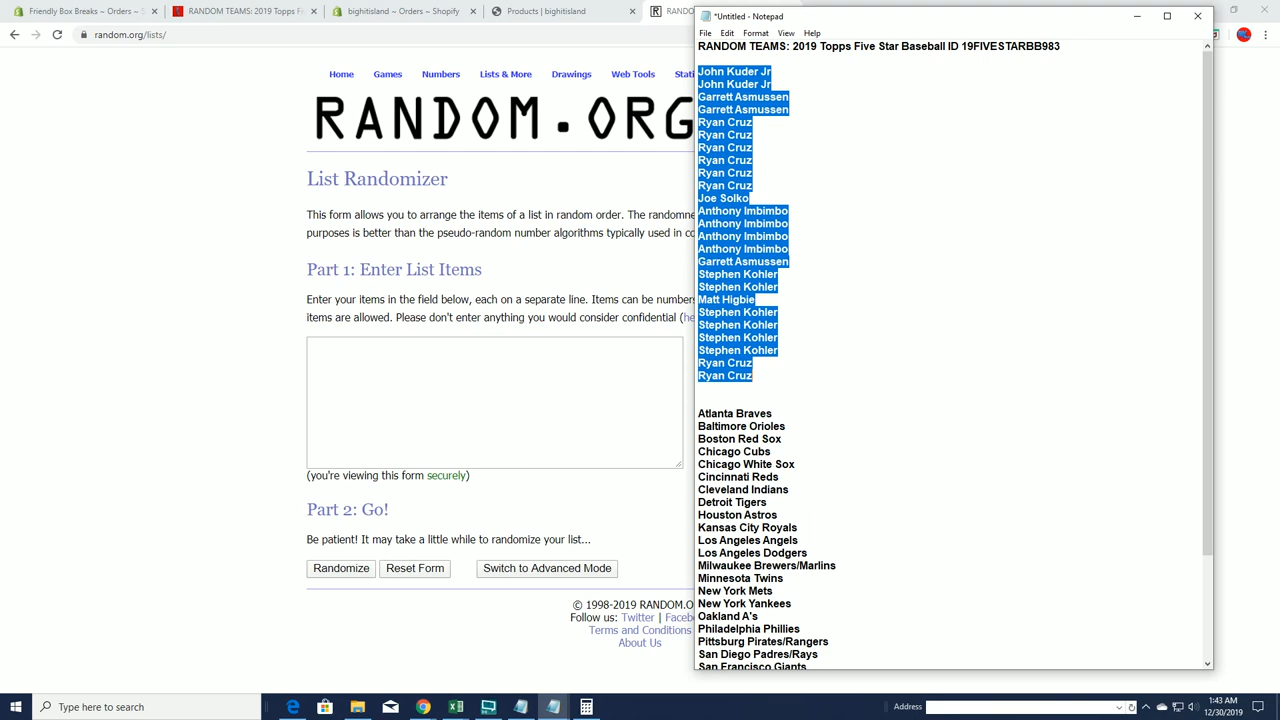 Friendly Box Breaks ~ Orders ~ S
RANDOM TEAMS: 2019 Topps Fi
bighitisland ~ Orders ~ Shopify
Products | bighitisland
RANDO
random.org/lists/
*Untitled - Notepad
File Edit Format View Help
RANDOM TEAMS: 2019 Topps Five Star Baseball ID 19FIVESTARBB983
John Kuder Jr
John Kuder Jr
Garrett Asmussen
Garrett Asmussen
Ryan Cruz
Ryan Cruz
Ryan Cruz
Ryan Cruz
Ryan Cruz
Ryan Cruz
Joe Solko
Anthony Imbimbo
Anthony Imbimbo
Anthony Imbimbo
Anthony Imbimbo
Garrett Asmussen
Stephen Kohler
Stephen Kohler
Matt Higbie
Stephen Kohler
Stephen Kohler
Stephen Kohler
Stephen Kohler
Ryan Cruz
Ryan Cruz
Atlanta Braves
Baltimore Orioles
Boston Red Sox
Chicago Cubs
Chicago White Sox
Cincinnati Reds
Cleveland Indians
Detroit Tigers
Houston Astros
Kansas City Royals
Los Angeles Angels
Los Angeles Dodgers
Milwaukee Brewers/Marlins
Minnesota Twins
New York Mets
New York Yankees
Oakland A's
Philadelphia Phillies
Pittsburg Pirates/Rangers
San Diego Padres/Rays
San Francisco Giants
Home Games Numbers Lists & More Drawings Web Tools Stati
RANDOM.ORG
List Randomizer
This form allows you to arrange the items of a list in random order. The randomne
purposes is better than the pseudo-random number algorithms typically used in co
Part 1: Enter List Items
Enter your items in the field below, each on a separate line. Items can be numbers
items are allowed. Please don't enter anything you would consider confidential (he
(you're viewing this form securely)
Part 2: Go!
Be patient! It may take a little while to randomize your list...
Randomize Reset Form Switch to Advanced Mode
© 1998-2019 RANDOM.O
Follow us: Twitter | Faceb
Terms and Conditions
About Us
Type here to search
Address
1:43 AM
12/30/2019